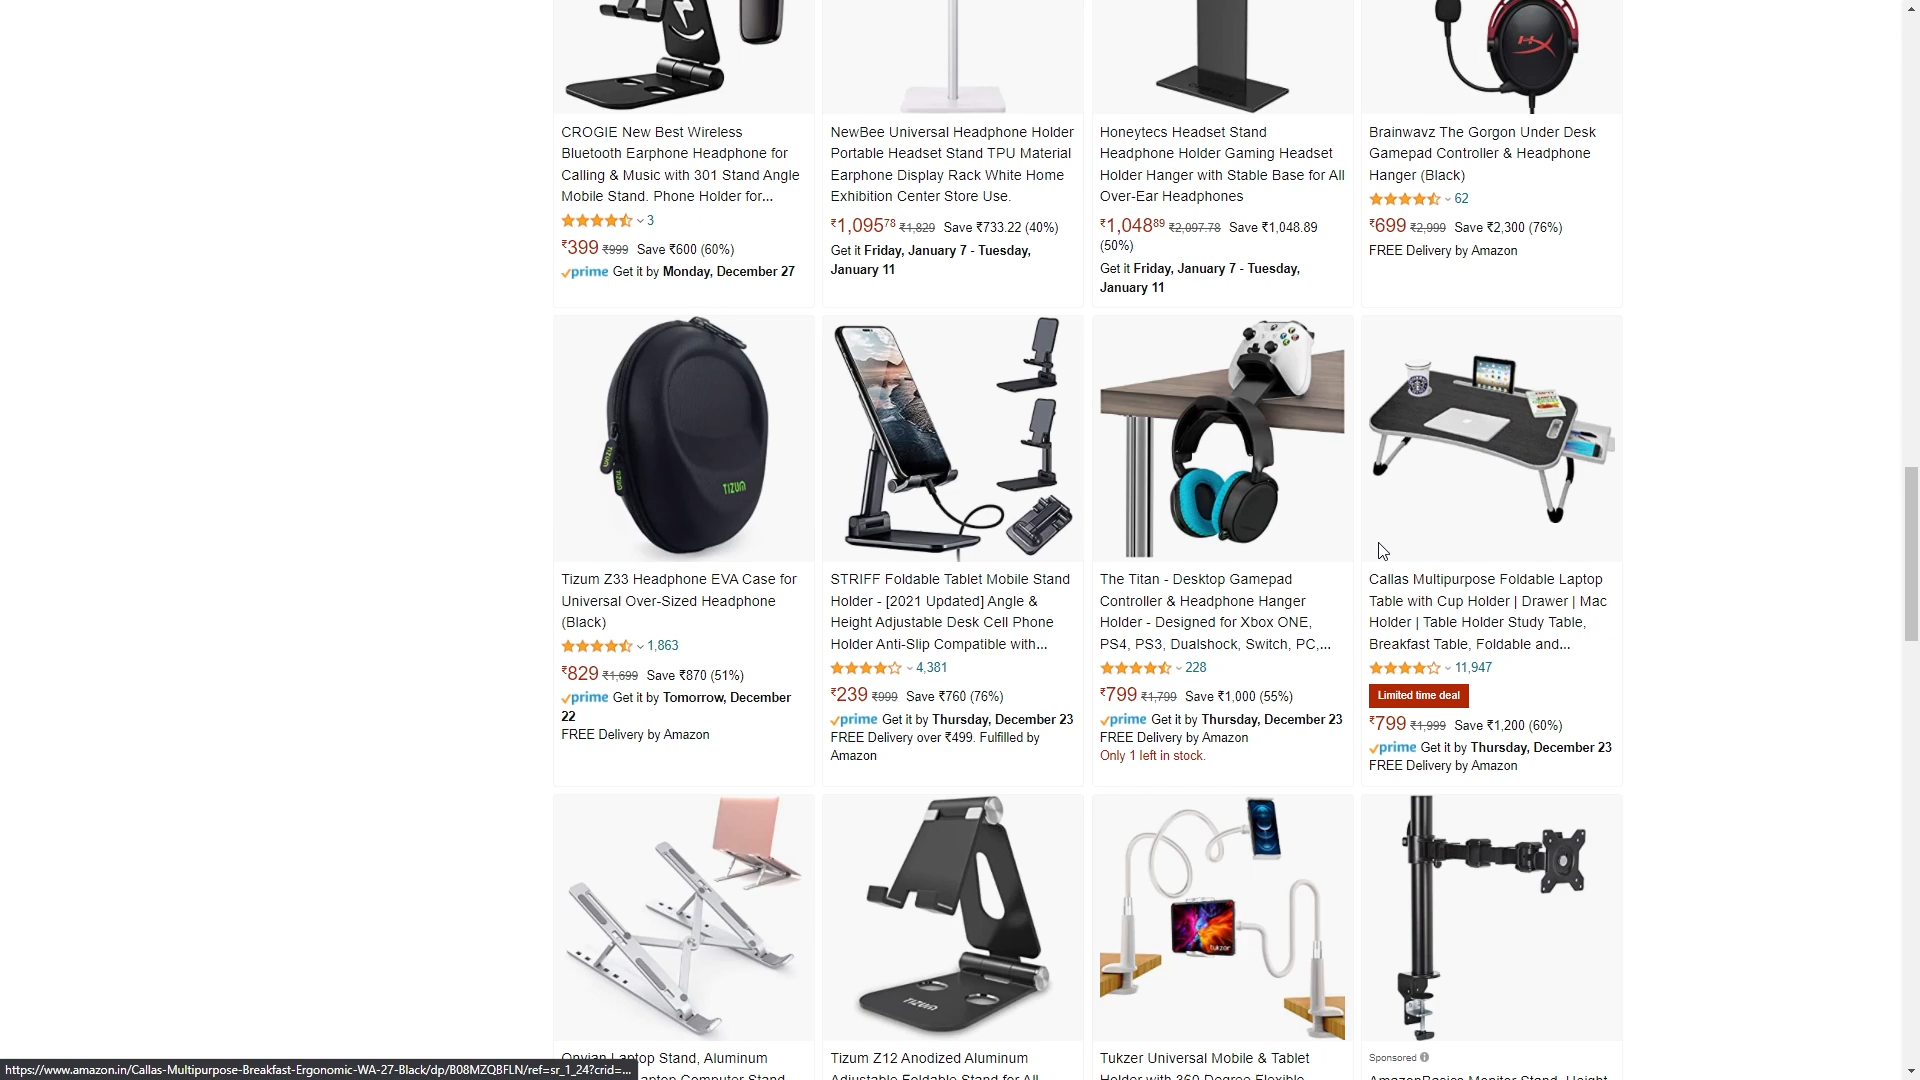 CROGIE New Best Wireless
Bluetooth Earphone Headphone for
Calling & Music with 301 Stand Angle
Mobile Stand. Phone Holder for...
3
₹399 ₹999 Save ₹600 (60%)
prime Get it by Monday, December 27
NewBee Universal Headphone Holder
Portable Headset Stand TPU Material
Earphone Display Rack White Home
Exhibition Center Store Use.
₹1,09578 ₹1,829 Save ₹733.22 (40%)
Get it Friday, January 7 - Tuesday,
January 11
Honeytecs Headset Stand
Headphone Holder Gaming Headset
Holder Hanger with Stable Base for All
Over-Ear Headphones
₹1,04889 ₹2,097.78 Save ₹1,048.89
(50%)
Get it Friday, January 7 - Tuesday,
January 11
Brainwavz The Gorgon Under Desk
Gamepad Controller & Headphone
Hanger (Black)
62
₹699 ₹2,999 Save ₹2,300 (76%)
FREE Delivery by Amazon
TIZUM
Tizum Z33 Headphone EVA Case for
Universal Over-Sized Headphone
(Black)
1,863
₹829 ₹1,699 Save ₹870 (51%)
prime Get it by Tomorrow, December
22
FREE Delivery by Amazon
STRIFF Foldable Tablet Mobile Stand
Holder - [2021 Updated] Angle &
Height Adjustable Desk Cell Phone
Holder Anti-Slip Compatible with...
4,381
₹239 ₹999 Save ₹760 (76%)
prime Get it by Thursday, December 23
FREE Delivery over ₹499. Fulfilled by
Amazon
The Titan - Desktop Gamepad
Controller & Headphone Hanger
Holder - Designed for Xbox ONE,
PS4, PS3, Dualshock, Switch, PC,...
228
₹799 ₹1,799 Save ₹1,000 (55%)
prime Get it by Thursday, December 23
FREE Delivery by Amazon
Only 1 left in stock.
Callas Multipurpose Foldable Laptop
Table with Cup Holder | Drawer | Mac
Holder | Table Holder Study Table,
Breakfast Table, Foldable and...
11,947
Limited time deal
₹799 ₹1,999 Save ₹1,200 (60%)
prime Get it by Thursday, December 23
FREE Delivery by Amazon
TIZUM
tukzer
Onvian Laptop Stand, Aluminum
Laptop Computer Stand
Tizum Z12 Anodized Aluminum
Adjustable Foldable Stand for All
Tukzer Universal Mobile & Tablet
Holder with 360 Degree Flexible
Sponsored
AmazonBasics Monitor Stand, Height
https://www.amazon.in/Callas-Multipurpose-Breakfast-Ergonomic-WA-27-Black/dp/B08MZQBFLN/ref=sr_1_24?crid=...